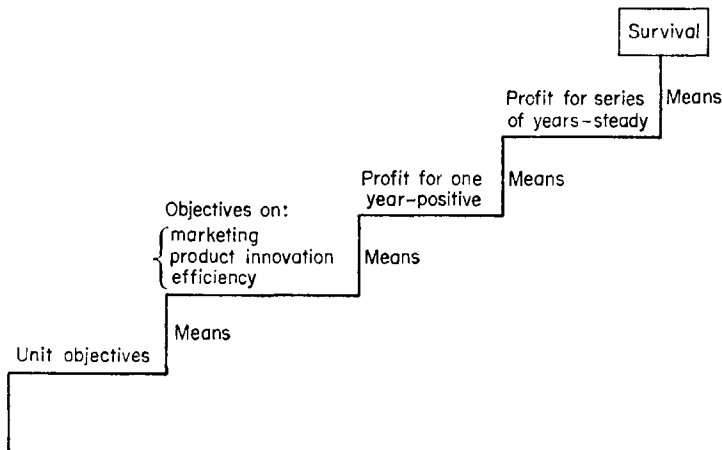 Survival
Means
Profit for series
of years-steady
Means
Profit for one
year-positive
Means
Objectives on:
marketing
product innovation
efficiency
Means
Unit objectives